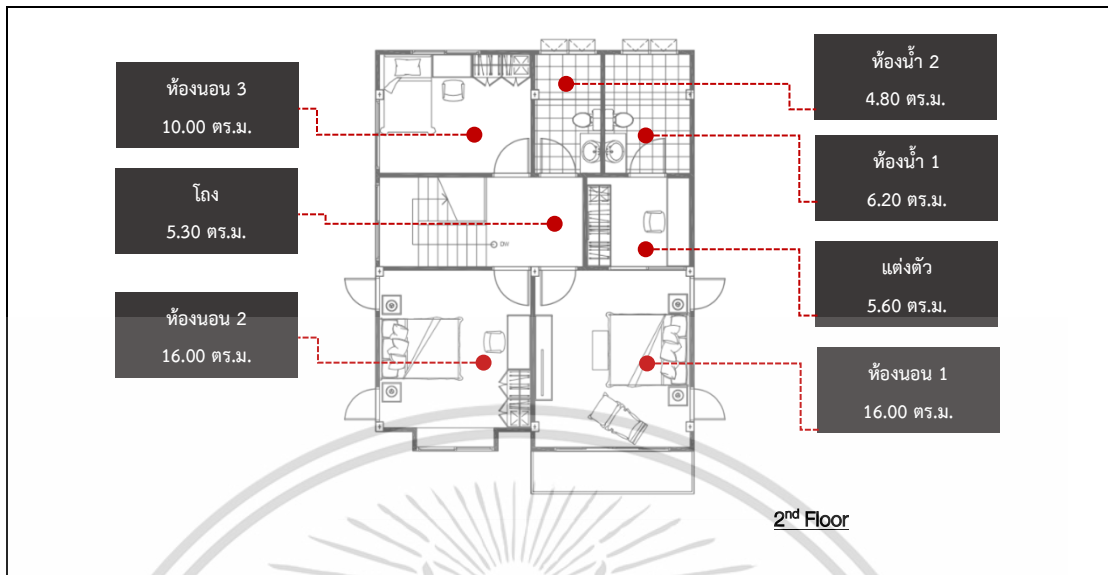 ห้องนอน 3
10.00 ตร.ม.
โถง
5.30 ตร.ม.
ห้องนอน 2
16.00 ตร.ม.
ห้องน้ำ 2
4.80 ตร.ม.
ห้องน้ำ 1
6.20 ตร.ม.
แต่งตัว
5.60 ตร.ม.
ห้องนอน 1
16.00 ตร.ม.
DW
2nd Floor